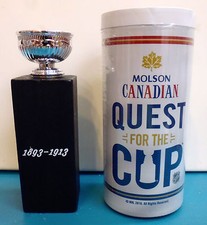 1893-1913
MOLSON
CANADIAN
QUEST
FOR THE
CUP